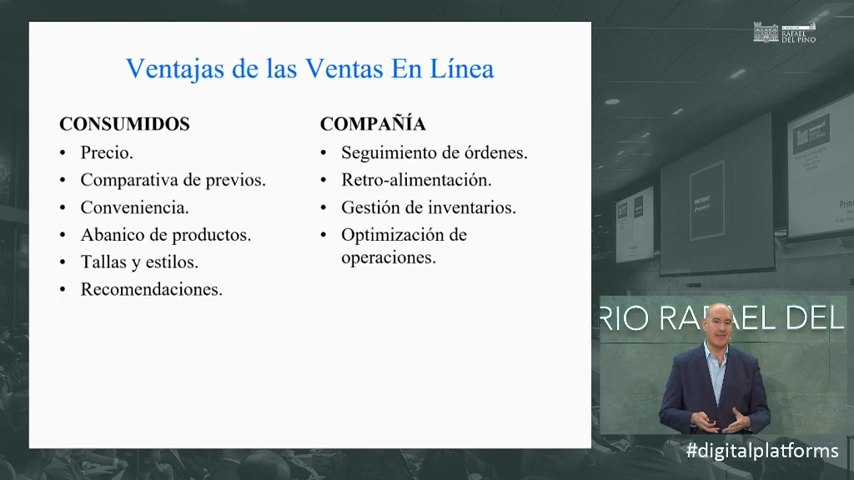 Ventajas de las Ventas En Línea
CONSUMIDOS
• Precio.
• Comparativa de previos.
• Conveniencia.
• Abanico de productos.
• Tallas y estilos.
• Recomendaciones.
COMPAÑÍA
• Seguimiento de órdenes.
• Retro-alimentación.
• Gestión de inventarios.
• Optimización de
operaciones.
RAFAEL
DEL PINO
RIO RAFAEL DEL
#digitalplatforms